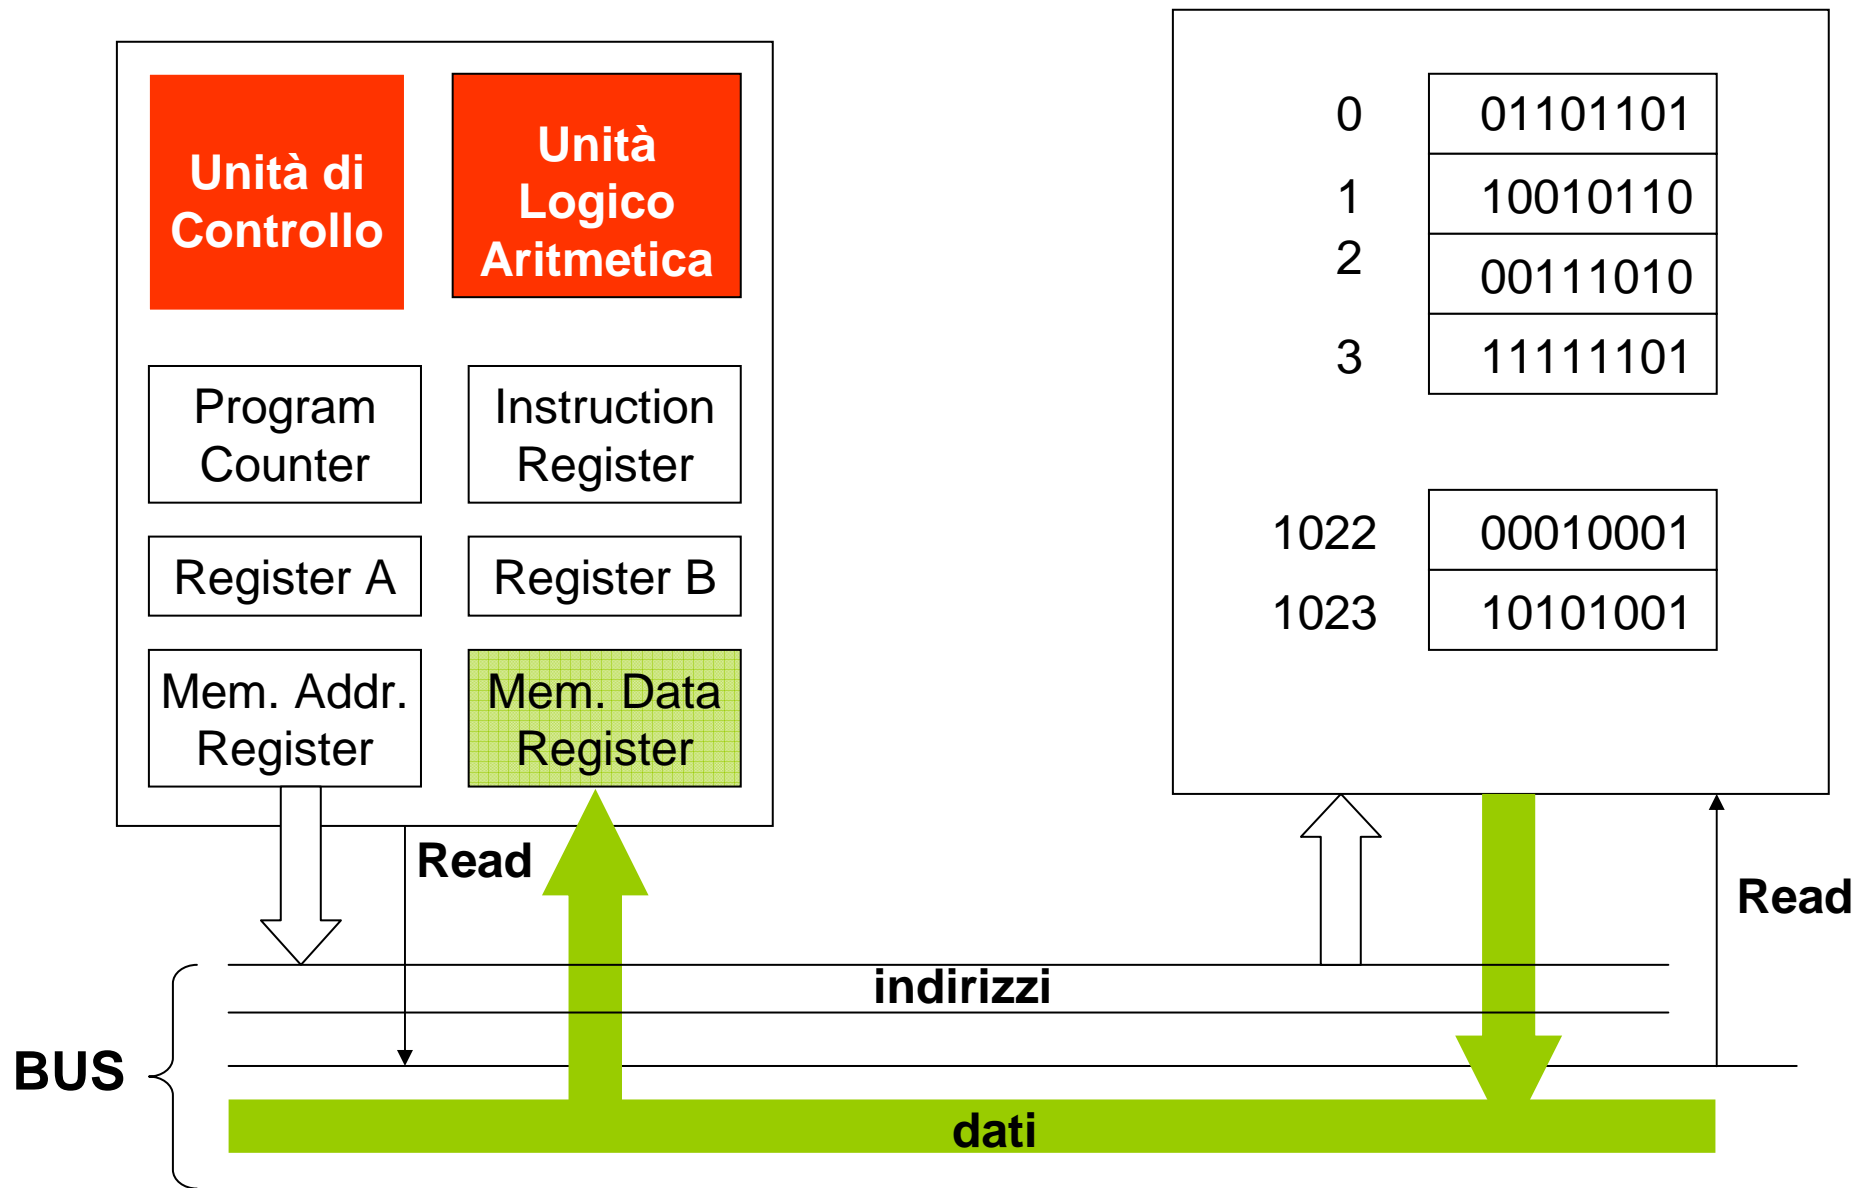 Unità di
Controllo
Unità
Logico
Aritmetica
Program
Counter
Instruction
Register
Register A
Register B
Mem. Addr.
Register
Mem. Data
Register
0 01101101
1 10010110
2 00111010
3 11111101
1022 00010001
1023 10101001
Read
Read
indirizzi
BUS
dati